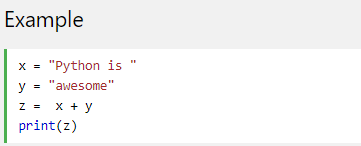 Example
x = "Python is "
y = "awesome"
z =  x + y
print(z)